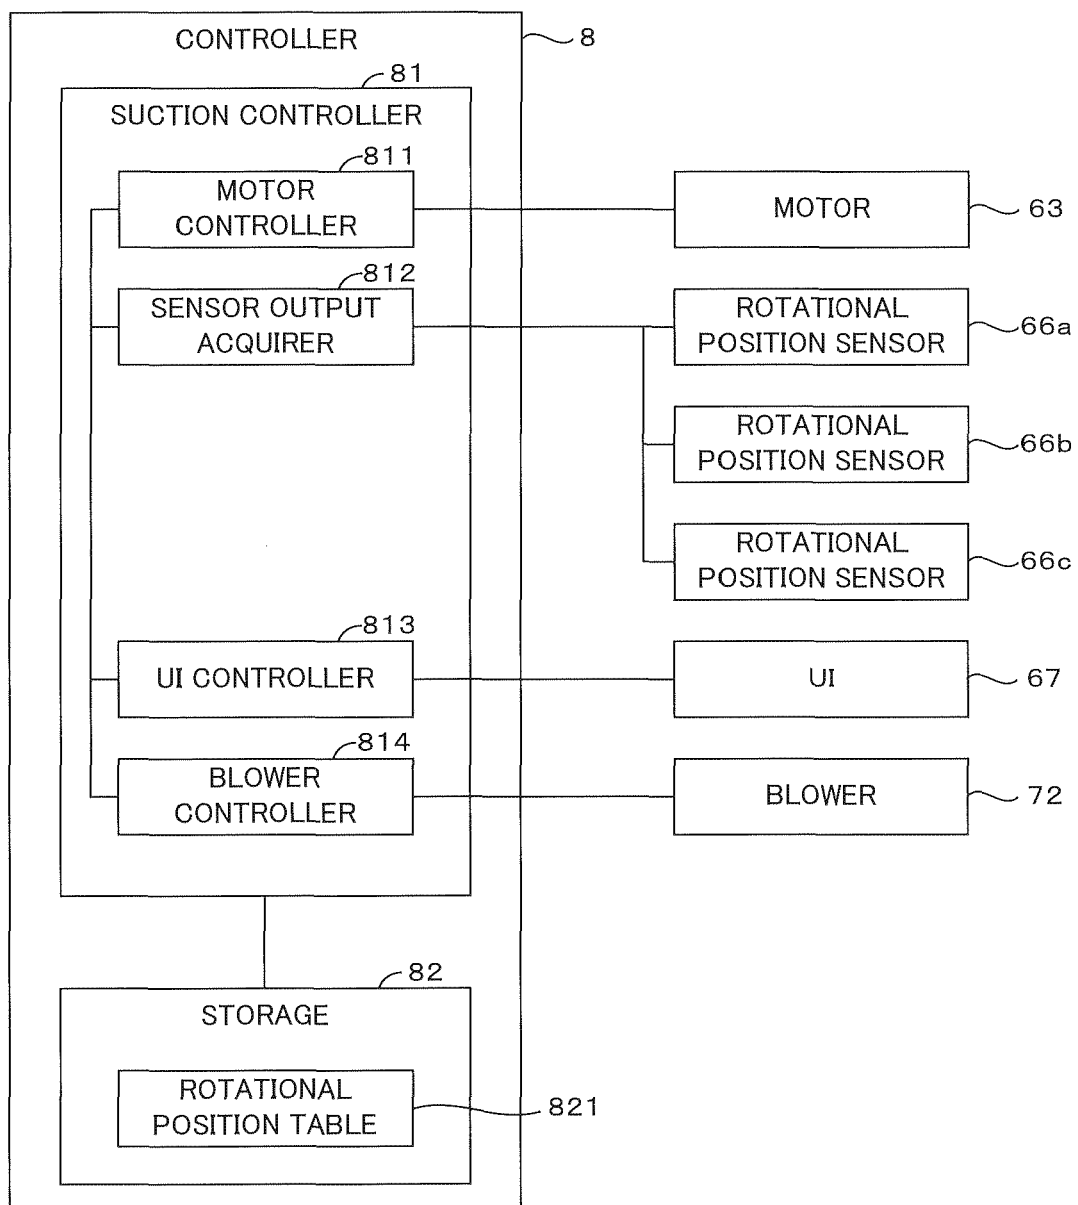 CONTROLLER
8
81
SUCTION CONTROLLER
811
MOTOR
CONTROLLER
MOTOR
63
812
SENSOR OUTPUT
ACQUIRER
ROTATIONAL
POSITION SENSOR
66a
ROTATIONAL
POSITION SENSOR
66b
ROTATIONAL
POSITION SENSOR
66c
813
UI CONTROLLER
UI
67
814
BLOWER
CONTROLLER
BLOWER
72
82
STORAGE
ROTATIONAL
POSITION TABLE
821